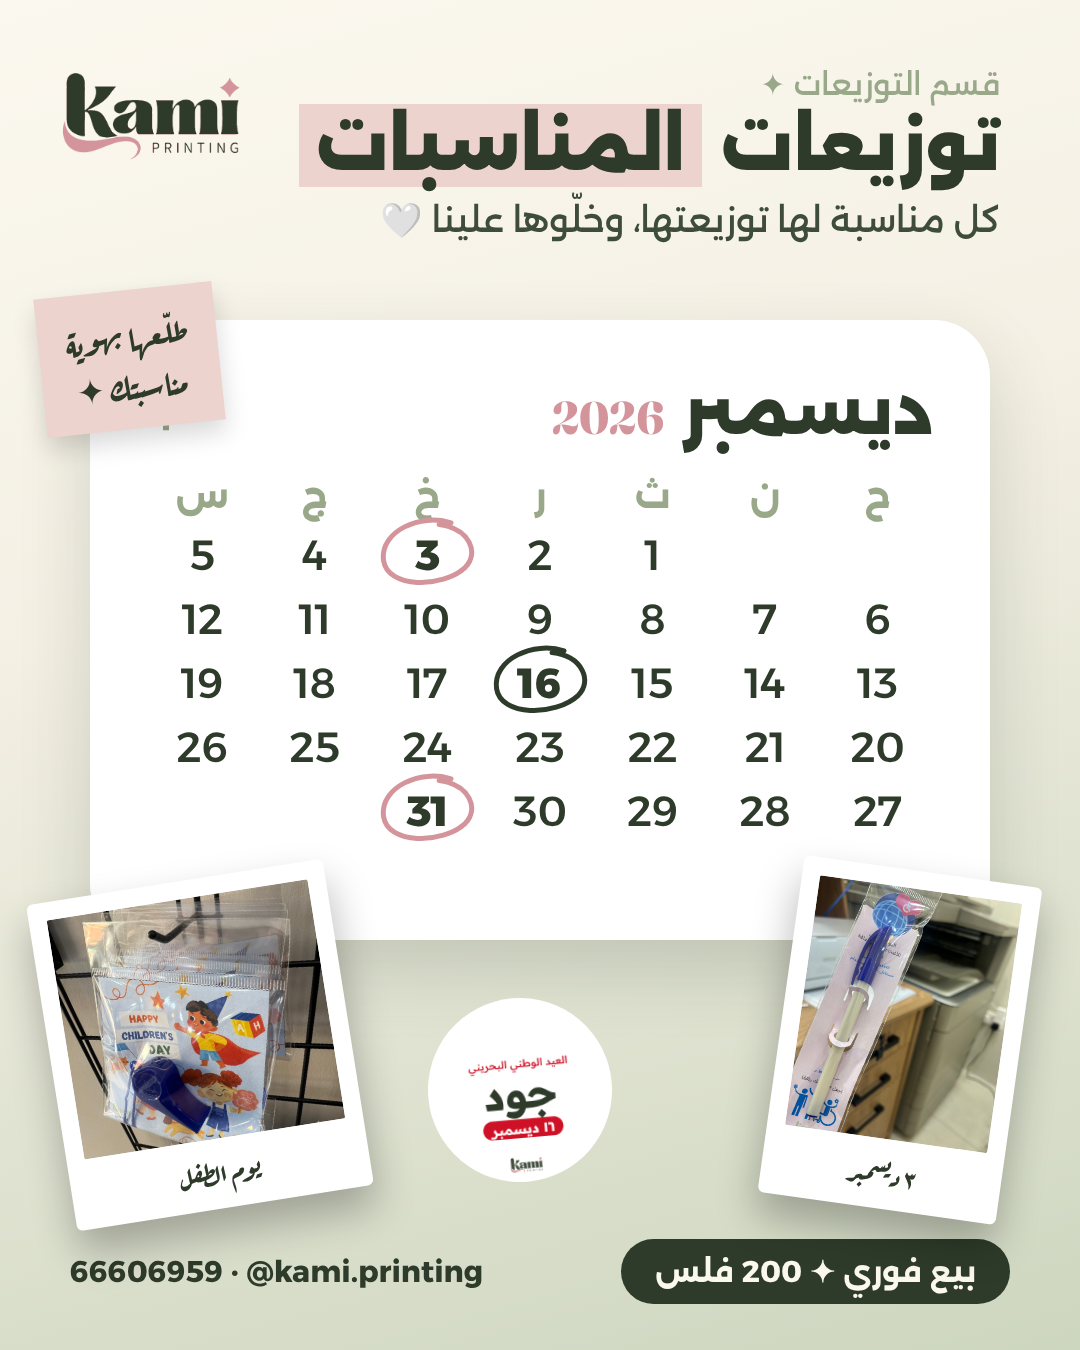 قسم التوزيعات ✦
kami
PRINTING
توزيعات المناسبات
كل مناسبة لها توزيعتها، وخلّوها علينا 🤍
طلّعها بهوية
مناسبتك ✦
ديسمبر 2026
ح ن ث ر خ ج س
1 2 3 4 5
6 7 8 9 10 11 12
13 14 15 16 17 18 19
20 21 22 23 24 25 26
27 28 29 30 31
HAPPY
CHILDREN'S
DAY
A H
يوم الطفل
العيد الوطني البحريني
جود
١٦ ديسمبر
kami
٣ ديسمبر
بيع فوري ✦ 200 فلس
66606959 · @kami.printing